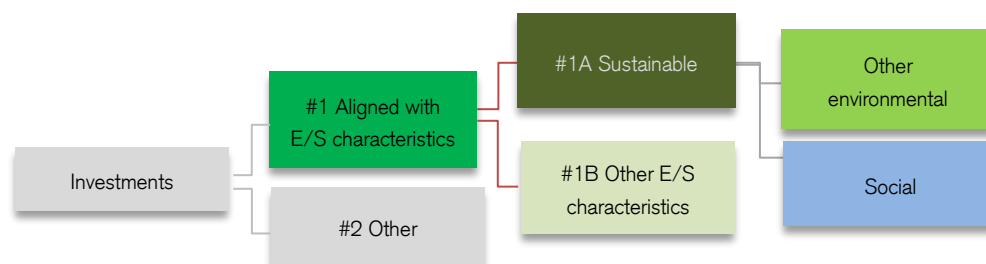 Investments
#1 Aligned with
E/S characteristics
#2 Other
#1A Sustainable
#1B Other E/S
characteristics
Other
environmental
Social